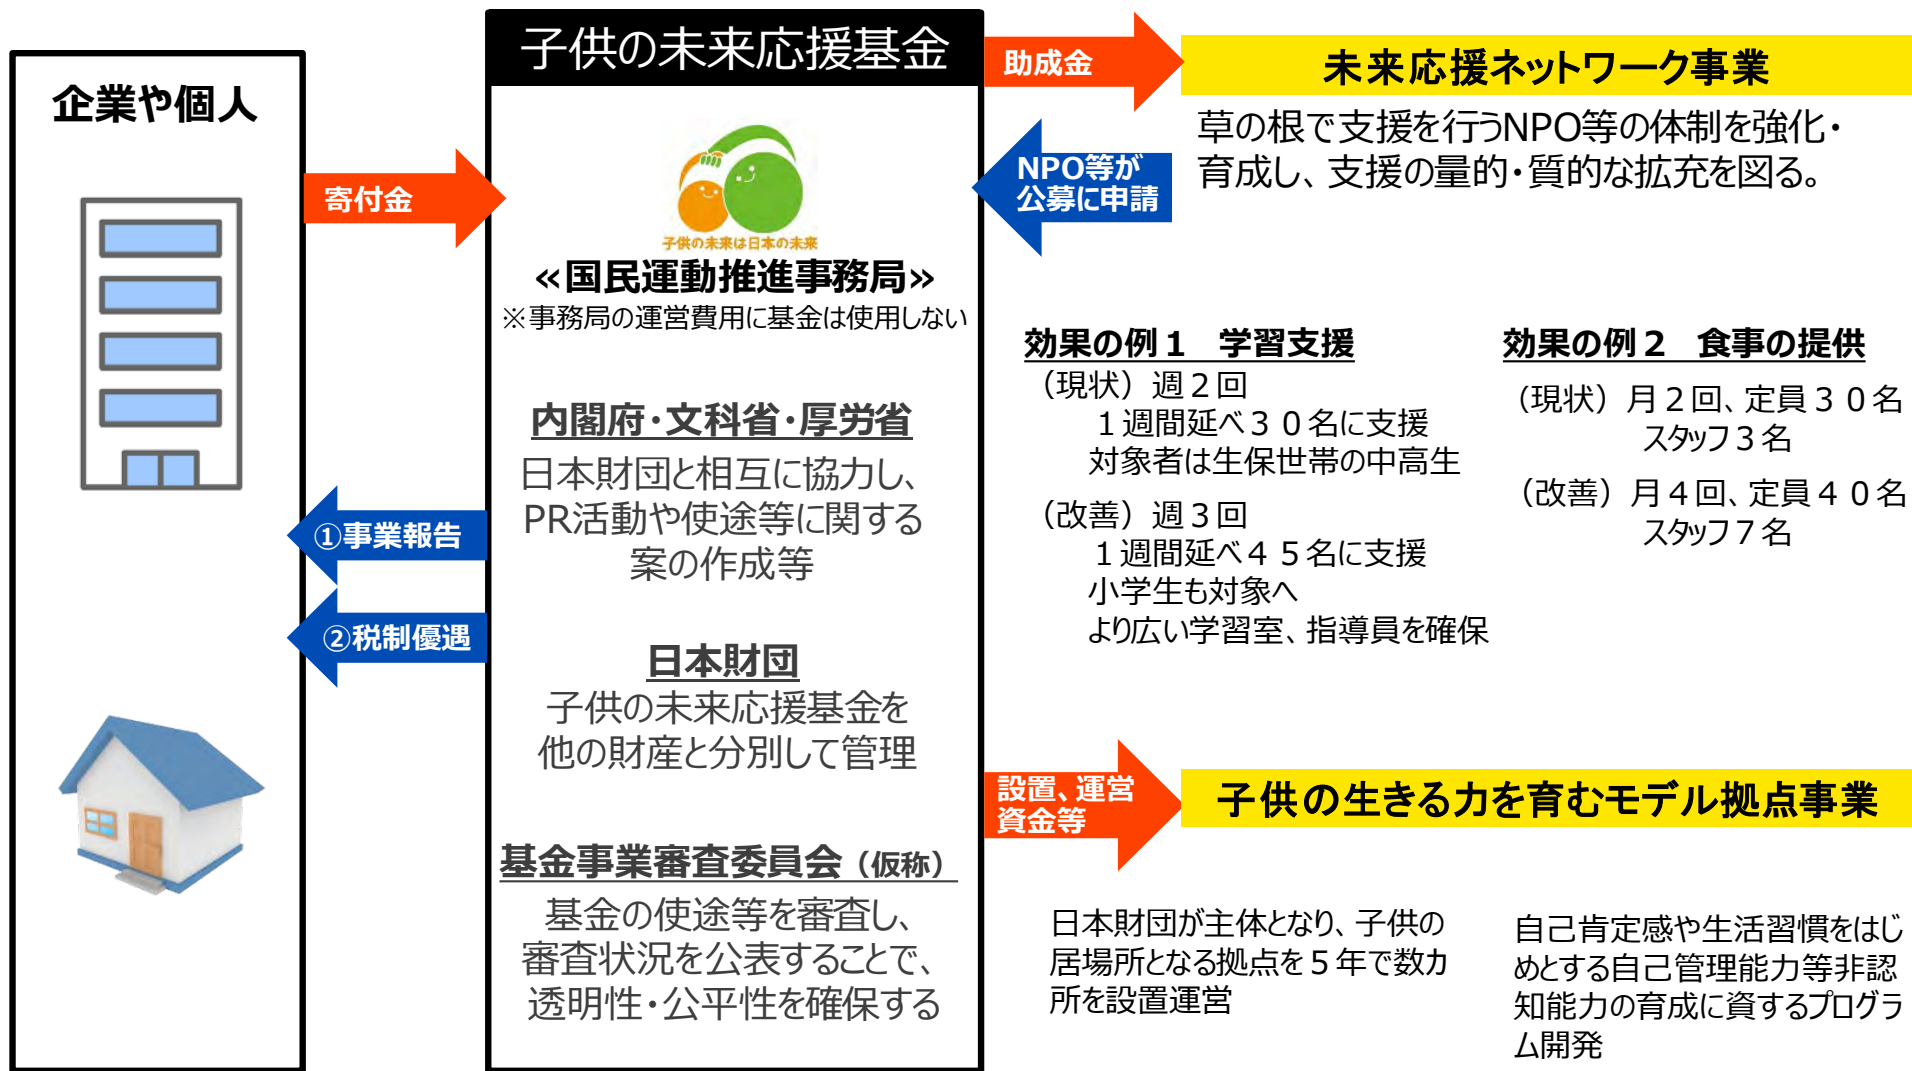 企業や個人
寄付金
①事業報告
②税制優遇
子供の未来応援基金
子供の未来は日本の未来
≪国民運動推進事務局≫
※事務局の運営費用に基金は使用しない
内閣府・文科省・厚労省
日本財団と相互に協力し、
PR活動や使途等に関する
案の作成等
日本財団
子供の未来応援基金を
他の財産と分別して管理
基金事業審査委員会（仮称）
基金の使途等を審査し、
審査状況を公表することで、
透明性・公平性を確保する
助成金
NPO等が
公募に申請
未来応援ネットワーク事業
草の根で支援を行うNPO等の体制を強化・
育成し、支援の量的・質的な拡充を図る。
効果の例１　学習支援
（現状）週２回
１週間延べ３０名に支援
対象者は生保世帯の中高生
（改善）週３回
１週間延べ４５名に支援
小学生も対象へ
より広い学習室、指導員を確保
効果の例２　食事の提供
（現状）月２回、定員３０名
スタッフ３名
（改善）月４回、定員４０名
スタッフ７名
設置、運営
資金等
子供の生きる力を育むモデル拠点事業
日本財団が主体となり、子供の
居場所となる拠点を５年で数カ
所を設置運営
自己肯定感や生活習慣をはじ
めとする自己管理能力等非認
知能力の育成に資するプログラ
ム開発